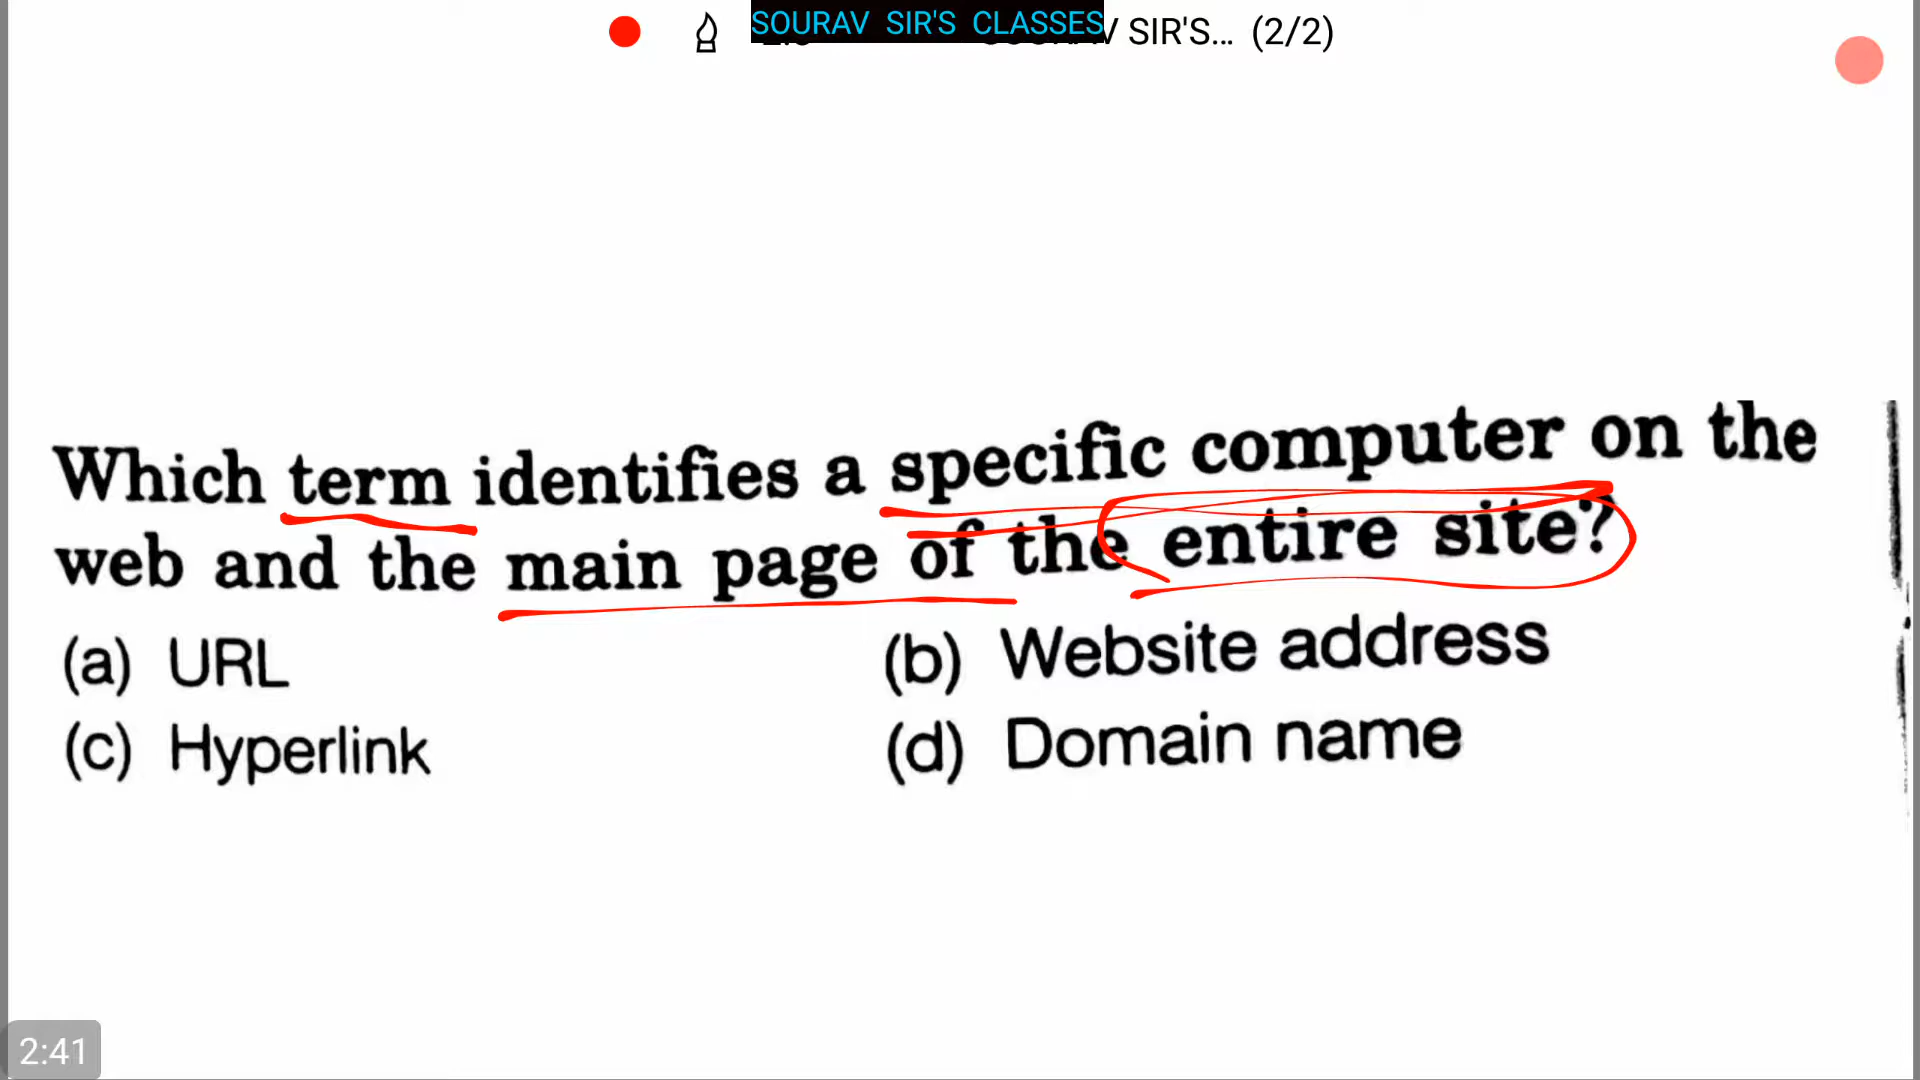 SOURAV SIR'S CLASSES
V SIR'S... (2/2)
Which term identifies a specific computer on the
web and the main page of the entire site?
(a) URL
(b) Website address
(c) Hyperlink
(d) Domain name
2:41